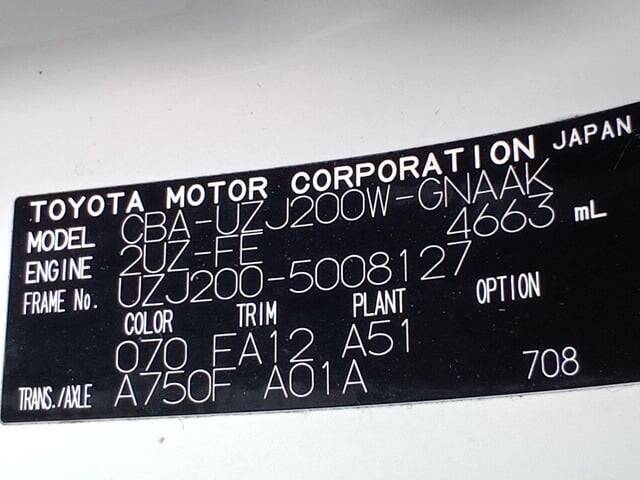 TOYOTA MOTOR CORPORATION JAPAN
MODEL CBA-UZJ200W-GNAAK
ENGINE 2UZ-FE 4663 mL
FRAME No. UZJ200-5008127
COLOR TRIM PLANT OPTION
070 FA12 A51
TRANS./AXLE A750F A01A 708